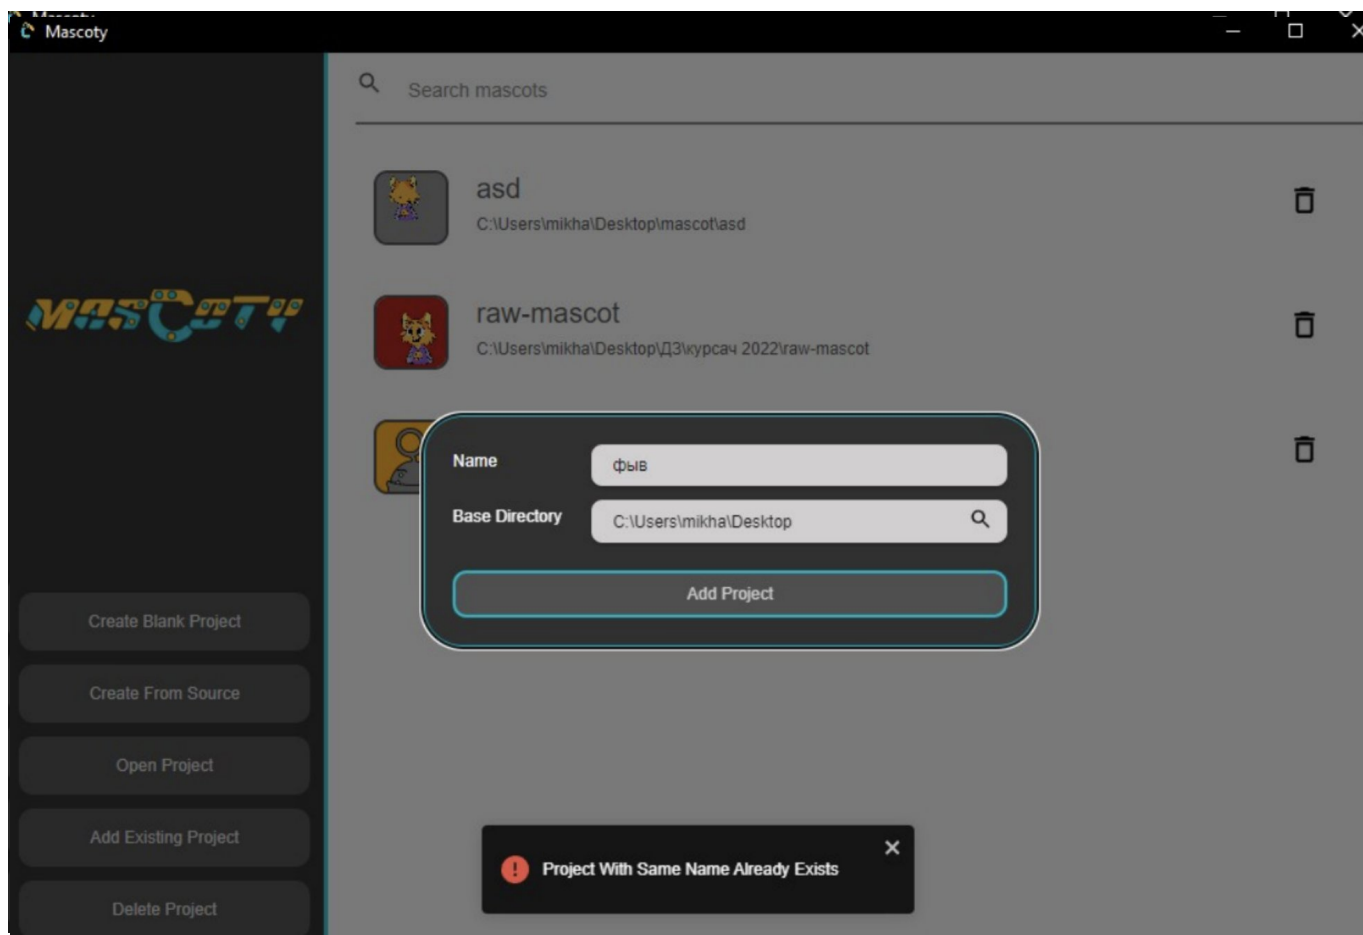 Mascoty
Search mascots
asd
C:\Users\mikha\Desktop\mascot\asd
MASCOTY
raw-mascot
C:\Users\mikha\Desktop\ДЗ\курсач 2022\raw-mascot
Name
фыв
Base Directory
C:\Users\mikha\Desktop
Add Project
Create Blank Project
Create From Source
Open Project
Add Existing Project
Delete Project
Project With Same Name Already Exists